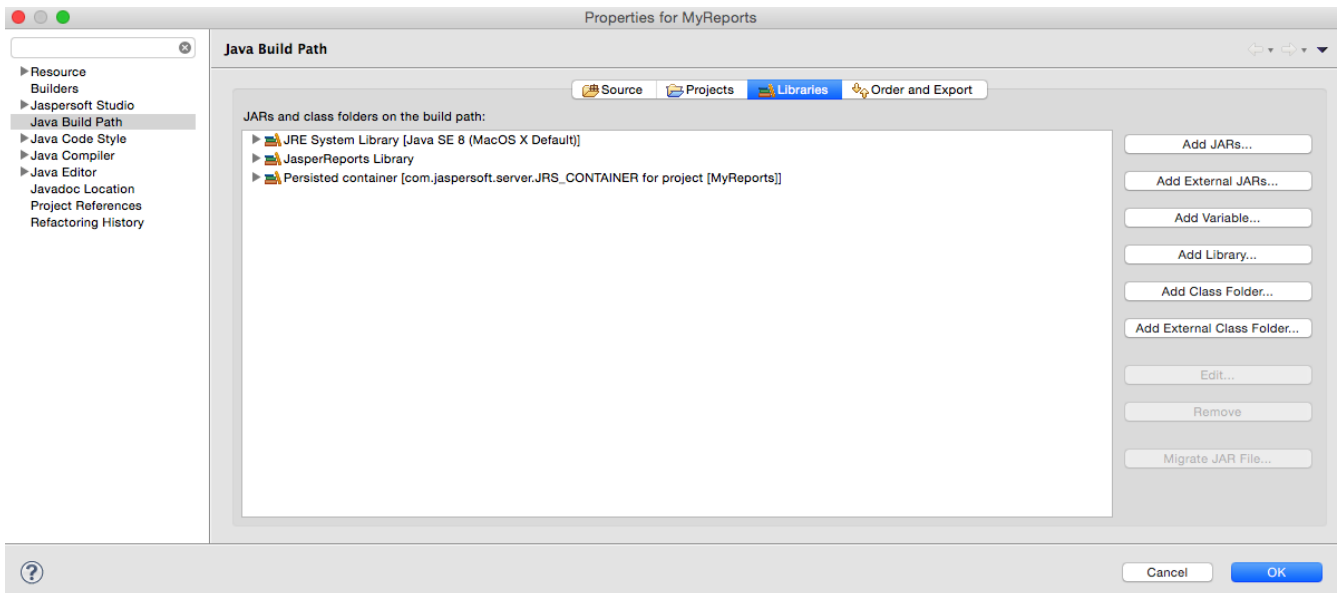 Properties for MyReports
Java Build Path
Resource
Builders
Jaspersoft Studio
Java Build Path
Java Code Style
Java Compiler
Java Editor
Javadoc Location
Project References
Refactoring History
Source Projects Libraries Order and Export
JARs and class folders on the build path:
JRE System Library [Java SE 8 (MacOS X Default)]
JasperReports Library
Persisted container [com.jaspersoft.server.JRS_CONTAINER for project [MyReports]]
Add JARs...
Add External JARs...
Add Variable...
Add Library...
Add Class Folder...
Add External Class Folder...
Edit...
Remove
Migrate JAR File...
?
Cancel OK